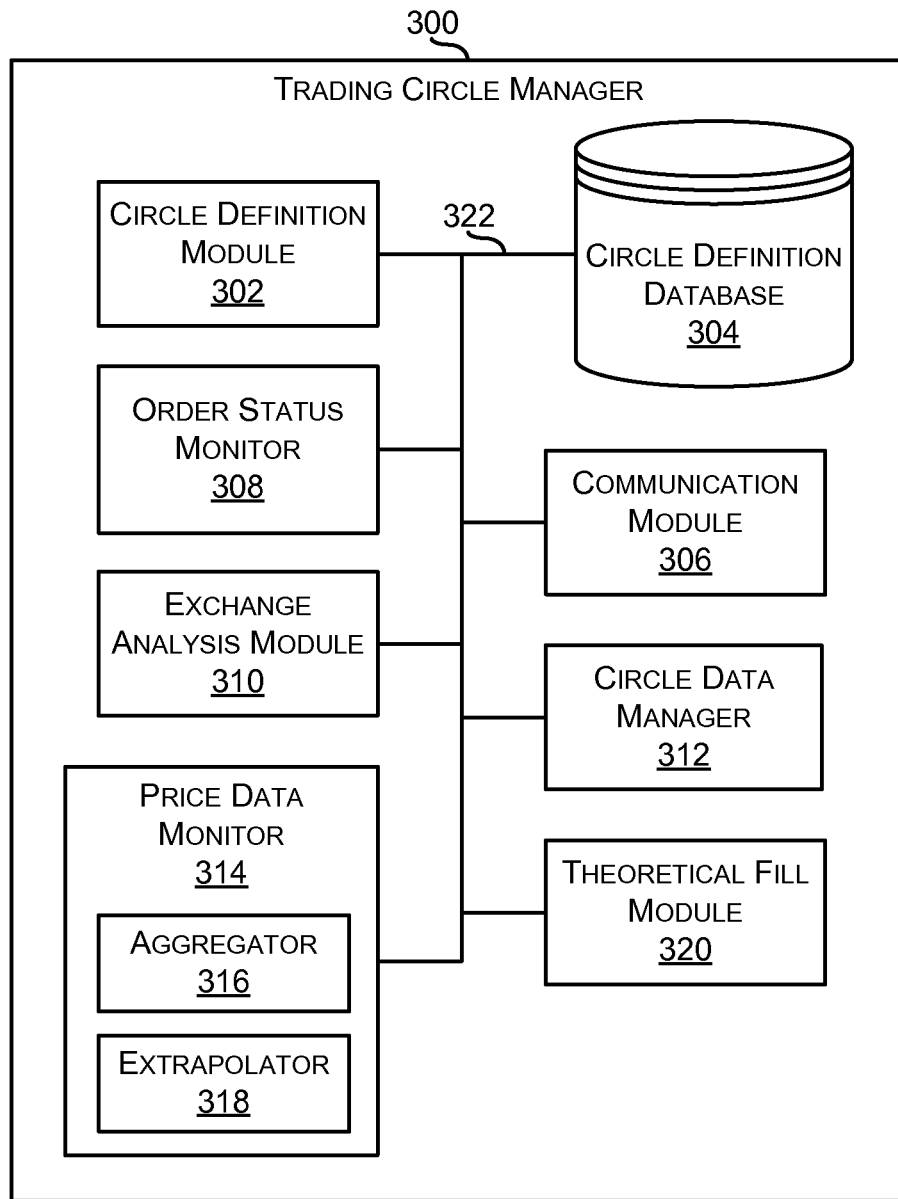 300
TRADING CIRCLE MANAGER
CIRCLE DEFINITION
MODULE
302
322
CIRCLE DEFINITION
DATABASE
304
ORDER STATUS
MONITOR
308
COMMUNICATION
MODULE
306
EXCHANGE
ANALYSIS MODULE
310
CIRCLE DATA
MANAGER
312
PRICE DATA
MONITOR
314
AGGREGATOR
316
EXTRAPOLATOR
318
THEORETICAL FILL
MODULE
320